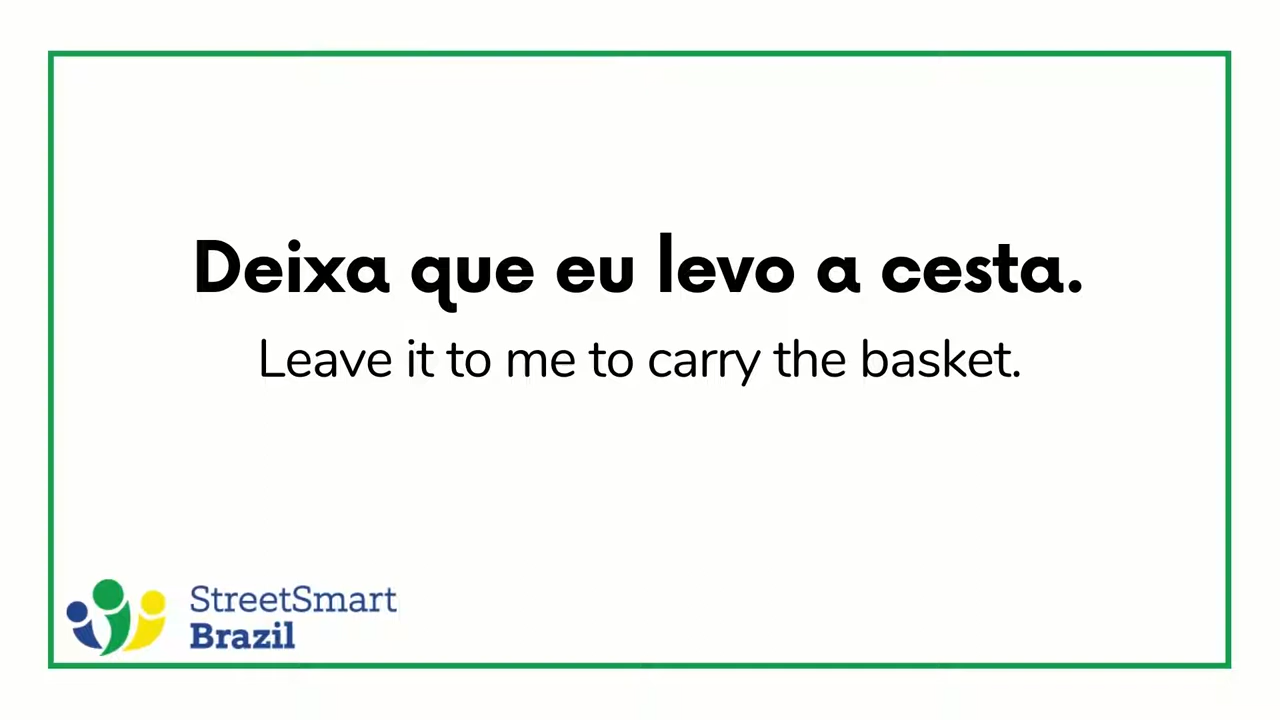 Deixa que eu levo a cesta.
Leave it to me to carry the basket.
StreetSmart
Brazil